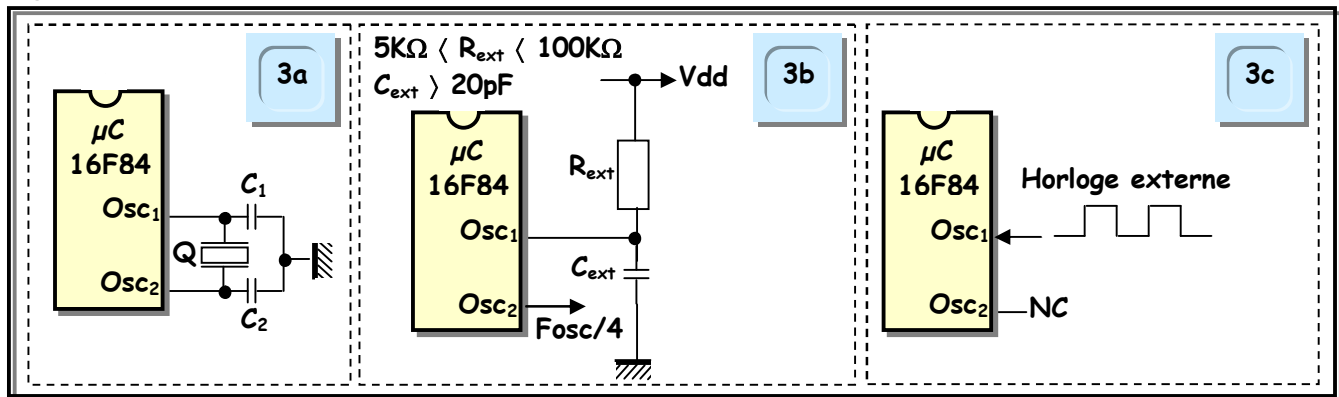 3a
µC
16F84
Osc1
Osc2
Q
C1
C2
5KΩ ⟨ Rext ⟨ 100KΩ
Cext ⟩ 20pF
3b
Vdd
µC
16F84
Rext
Osc1
Cext
Osc2
Fosc/4
3c
µC
16F84
Horloge externe
Osc1
Osc2
NC